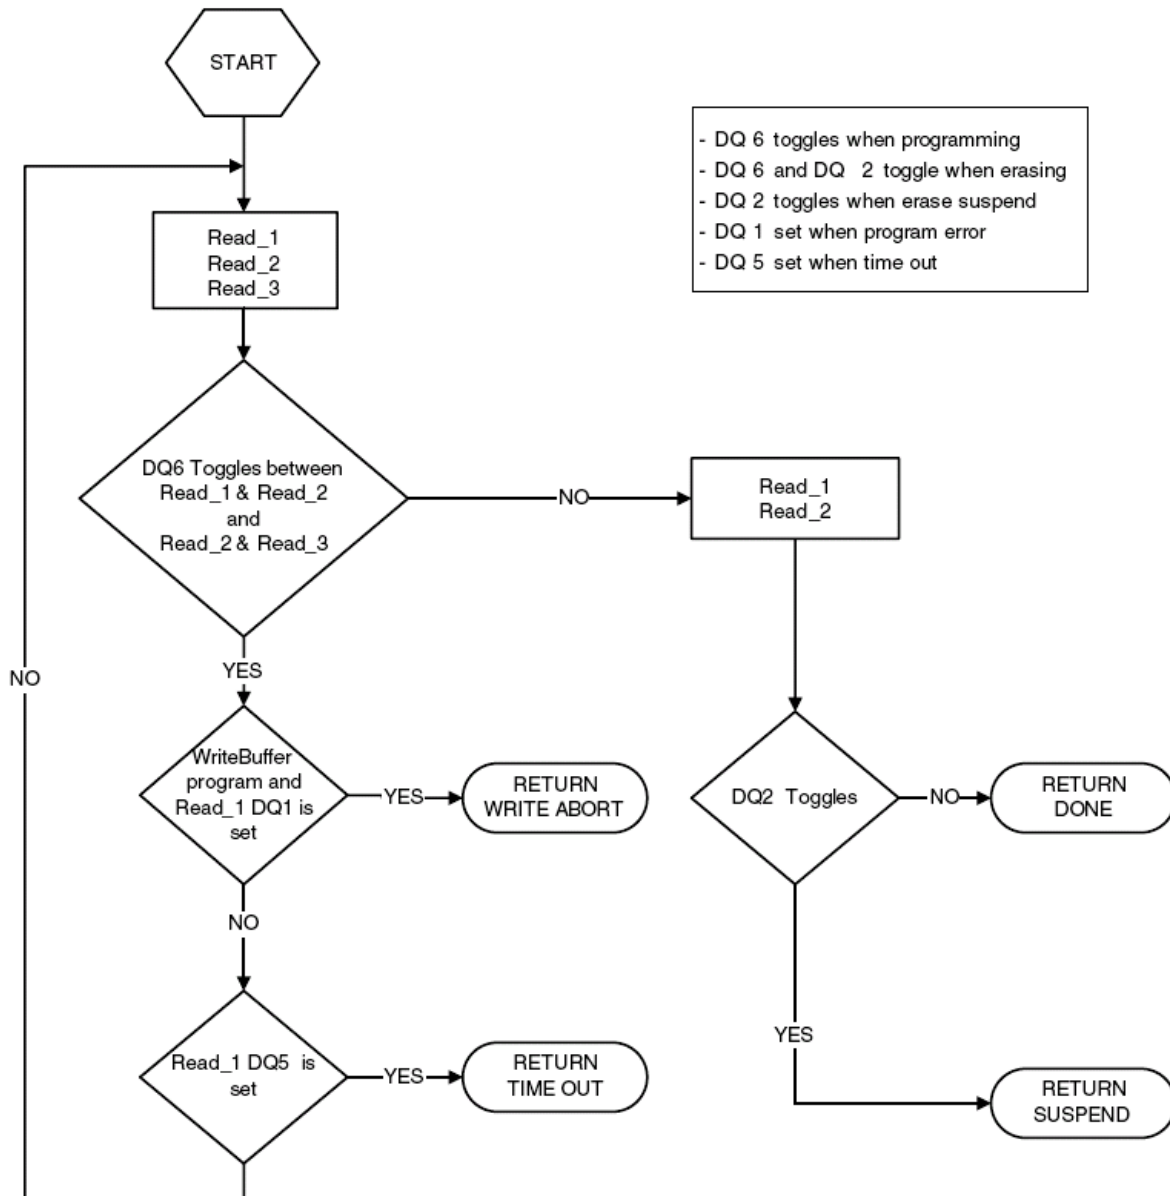 START
- DQ 6 toggles when programming
- DQ 6 and DQ 2 toggle when erasing
- DQ 2 toggles when erase suspend
- DQ 1 set when program error
- DQ 5 set when time out
Read_1
Read_2
Read_3
DQ6 Toggles between
Read_1 & Read_2
and
Read_2 & Read_3
NO
Read_1
Read_2
YES
NO
WriteBuffer
program and
Read_1 DQ1 is
set
YES
RETURN
WRITE ABORT
DQ2 Toggles
NO
RETURN
DONE
NO
YES
Read_1 DQ5 is
set
YES
RETURN
TIME OUT
RETURN
SUSPEND